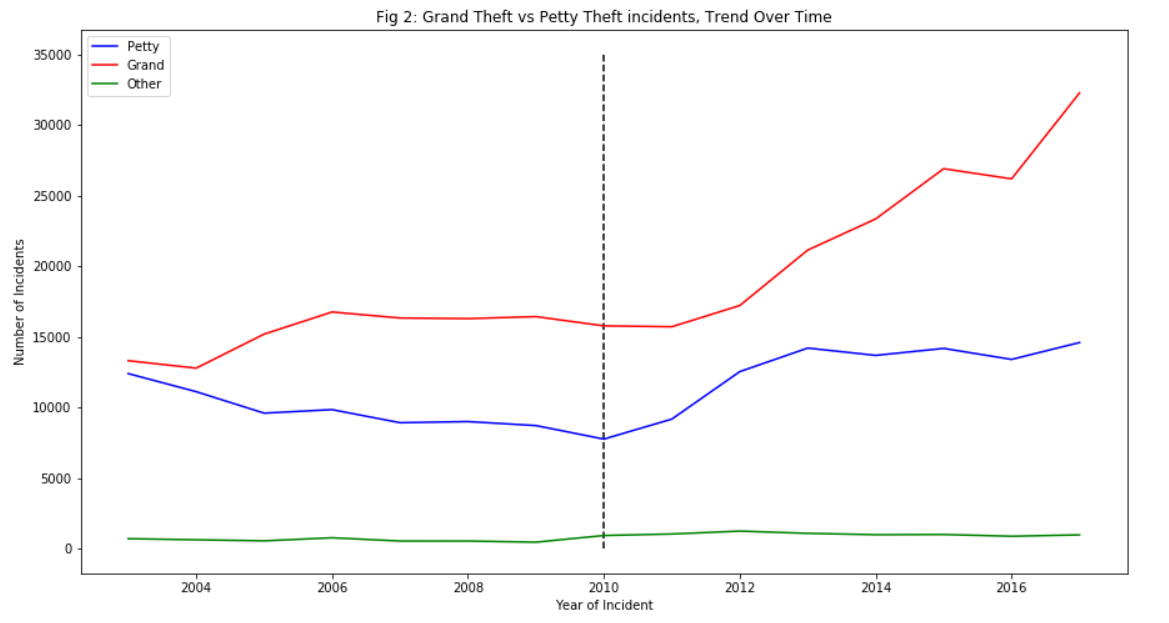 Fig 2: Grand Theft vs Petty Theft incidents, Trend Over Time
Petty
Grand
Other
35000
30000
25000
20000
15000
10000
5000
0
Number of Incidents
2004 2006 2008 2010 2012 2014 2016
Year of Incident